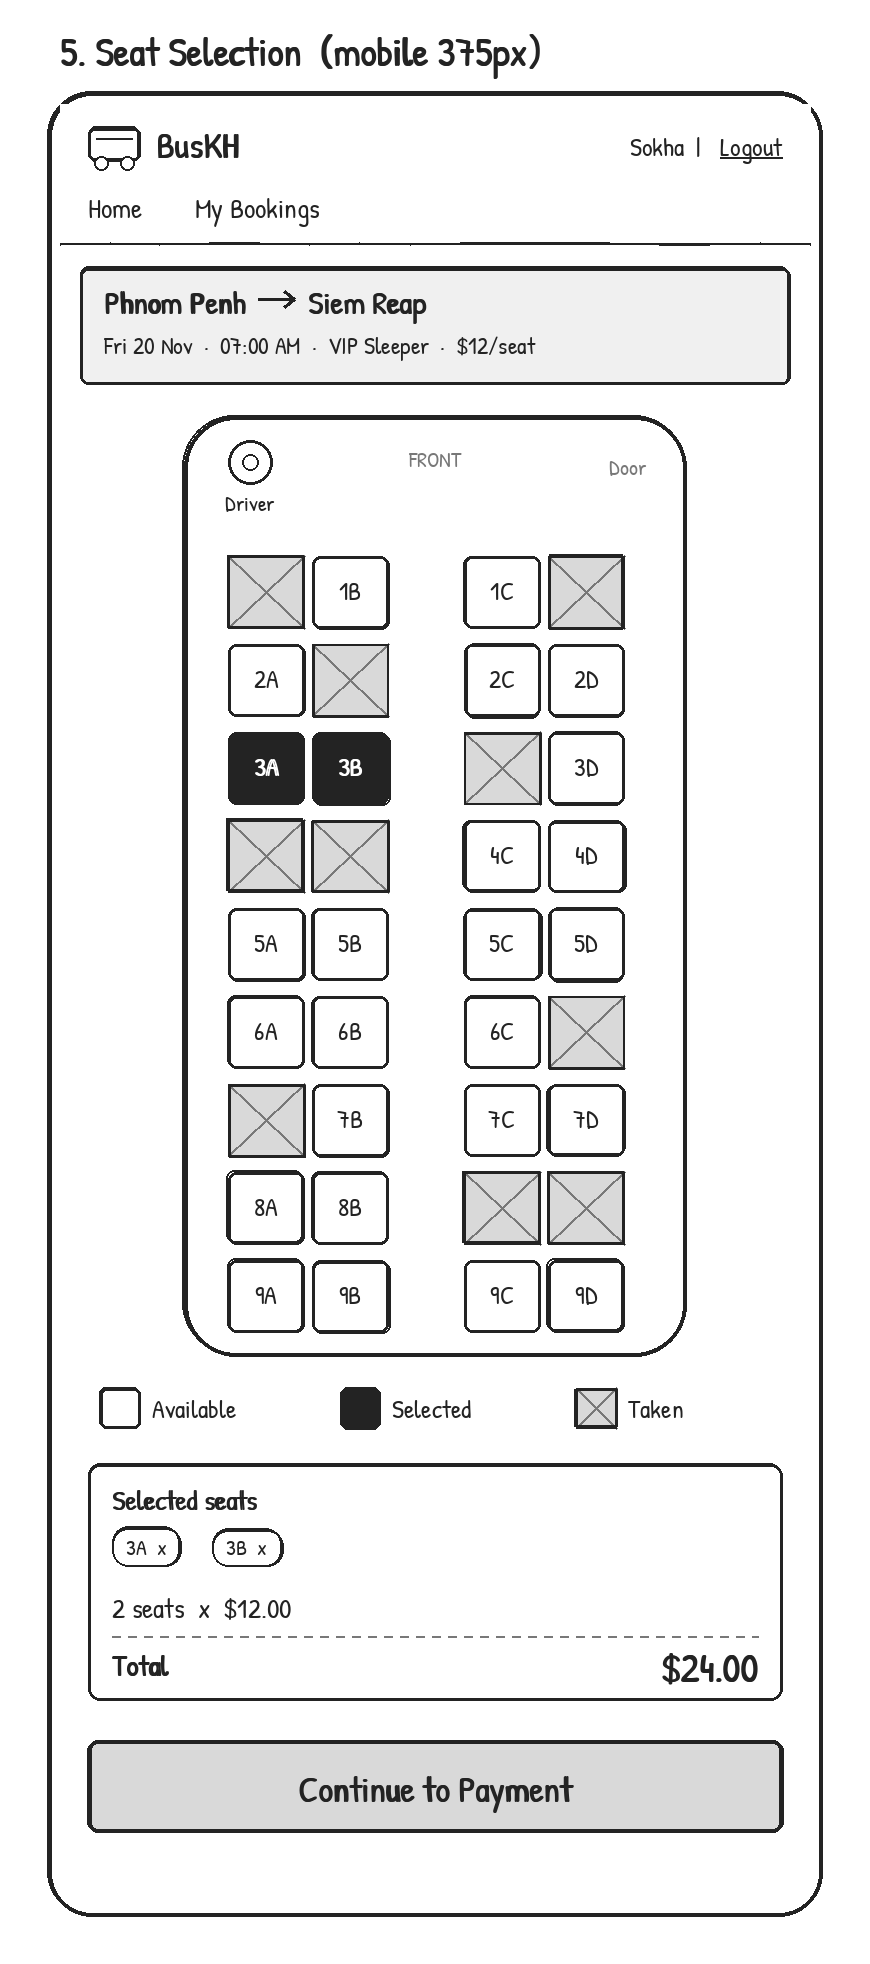 5. Seat Selection (mobile 375px)
BusKH
Sokha | Logout
Home My Bookings
Phnom Penh → Siem Reap
Fri 20 Nov · 07:00 AM · VIP Sleeper · $12/seat
FRONT
Door
Driver
1B 1C
2A 2C 2D
3A 3B 3D
4C 4D
5A 5B 5C 5D
6A 6B 6C
7B 7C 7D
8A 8B
9A 9B 9C 9D
Available Selected Taken
Selected seats
3A x 3B x
2 seats x $12.00
Total $24.00
Continue to Payment